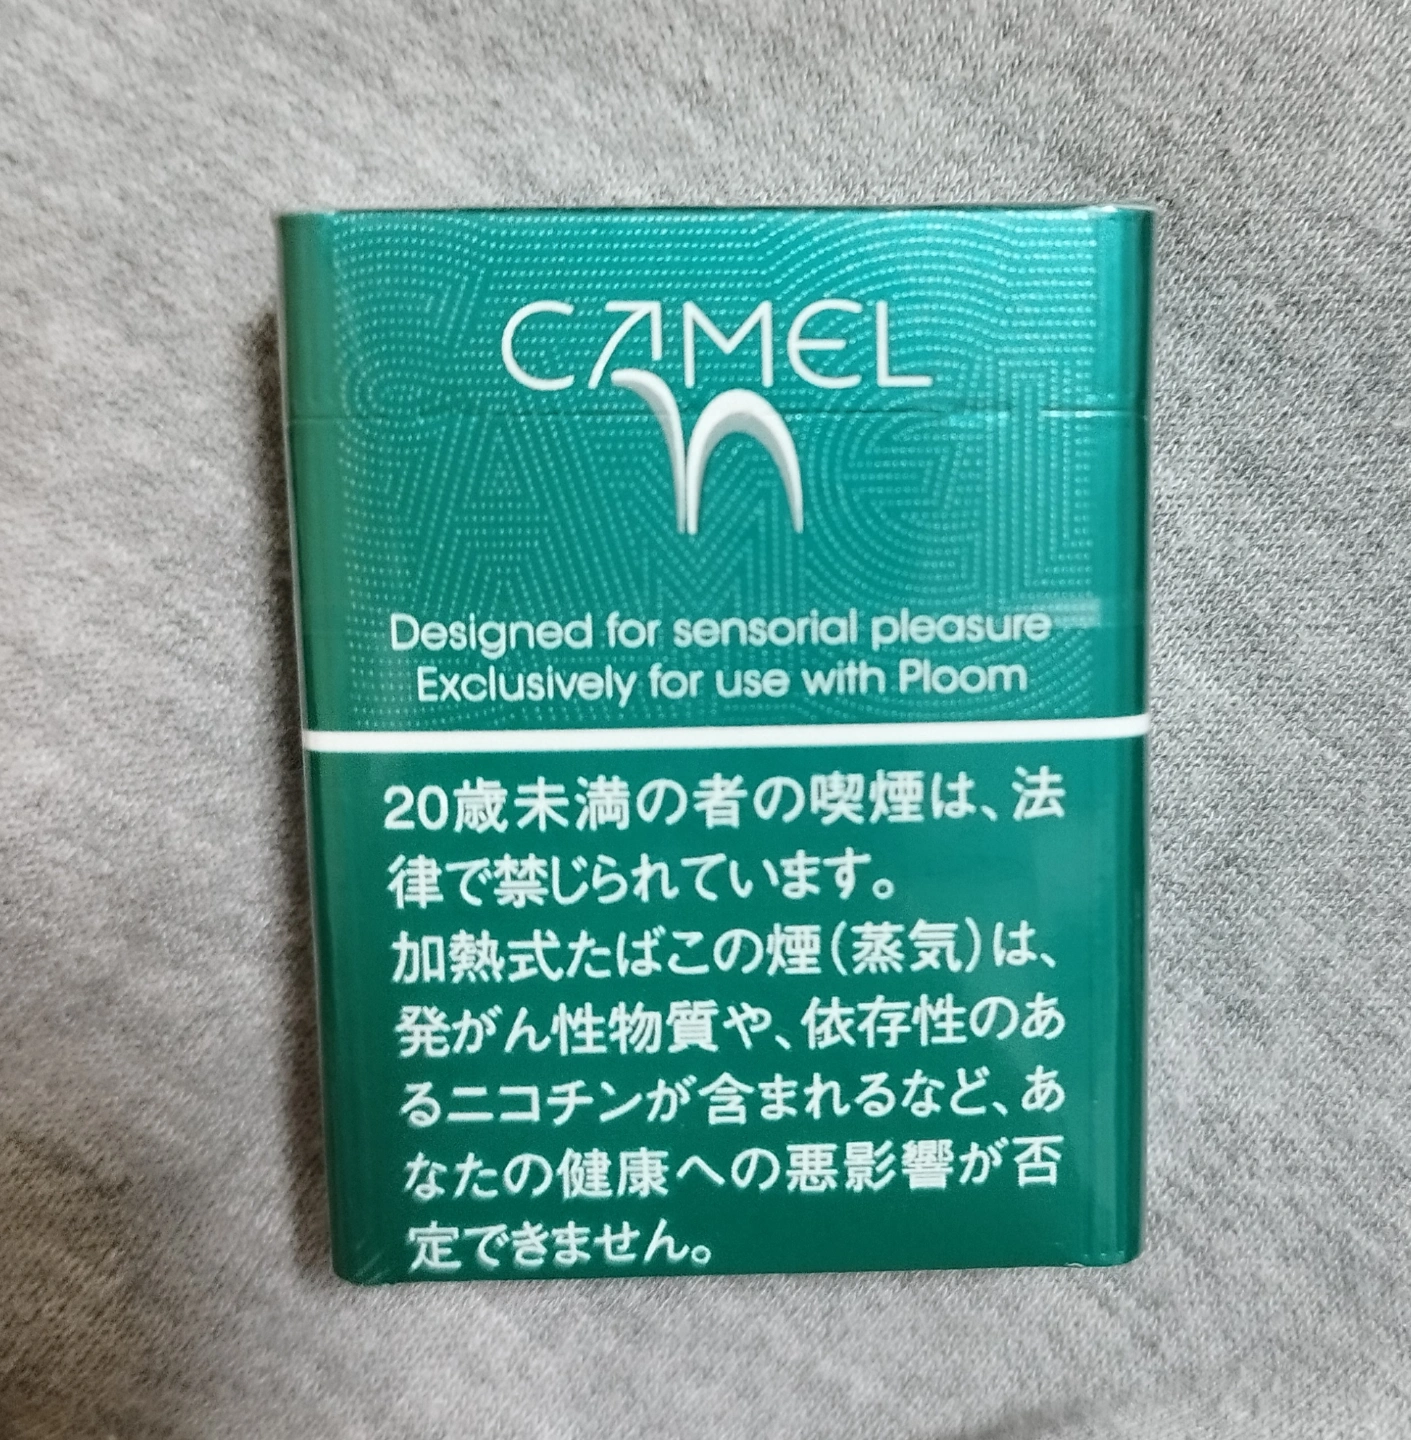 CAMEL
Designed for sensorial pleasure
Exclusively for use with Ploom
20歳未満の者の喫煙は、法
律で禁じられています。
加熱式たばこの煙(蒸気)は、
発がん性物質や、依存性のあ
るニコチンが含まれるなど、あ
なたの健康への悪影響が否
定できません。